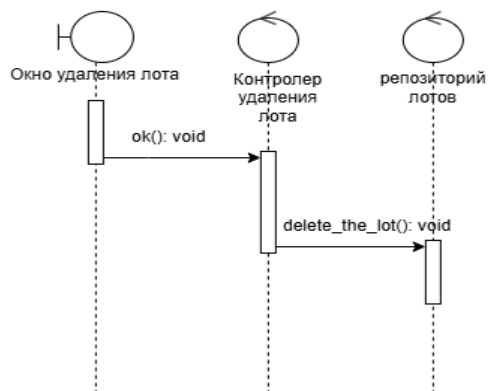 Окно удаления лота
Контролер
удаления
лота
репозиторий
лотов
ok(): void
delete_the_lot(): void